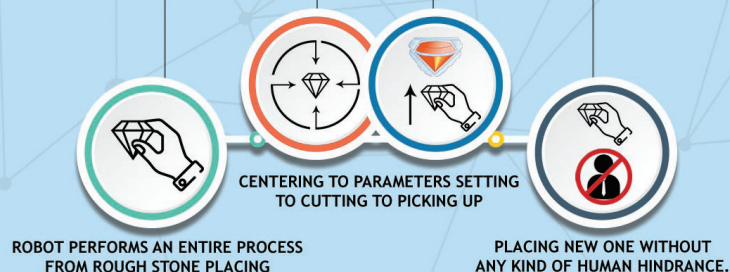 ROBOT PERFORMS AN ENTIRE PROCESS
FROM ROUGH STONE PLACING
CENTERING TO PARAMETERS SETTING
TO CUTTING TO PICKING UP
PLACING NEW ONE WITHOUT
ANY KIND OF HUMAN HINDRANCE.